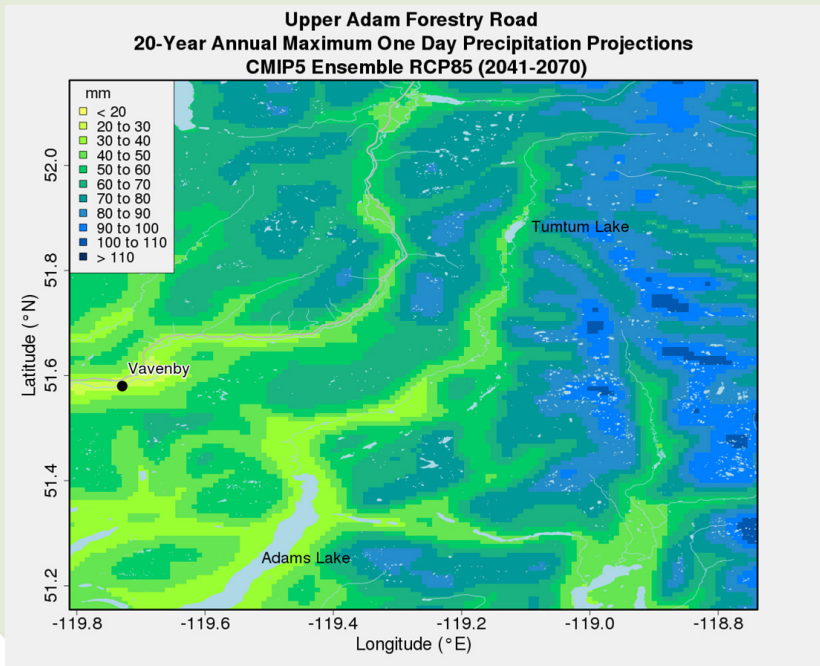 Upper Adam Forestry Road
20-Year Annual Maximum One Day Precipitation Projections
CMIP5 Ensemble RCP85 (2041-2070)
mm
< 20
20 to 30
30 to 40
40 to 50
50 to 60
60 to 70
70 to 80
80 to 90
90 to 100
100 to 110
> 110
Tumtum Lake
Vavenby
Adams Lake
Latitude (°N)
52.0
51.8
51.6
51.4
51.2
-119.8 -119.6 -119.4 -119.2 -119.0 -118.8
Longitude (°E)